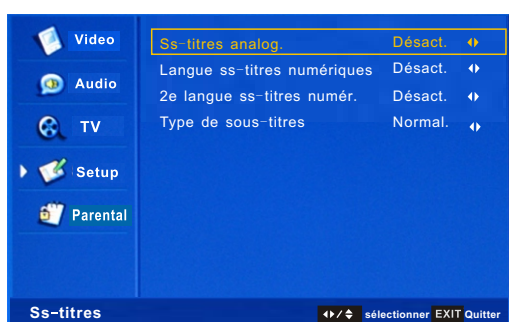 Video
Audio
TV
Setup
Parental
Ss-titres analog. Désact.
Langue ss-titres numériques Désact.
2e langue ss-titres numér. Désact.
Type de sous-titres Normal.
Ss-titres
/ sélectionner EXIT Quitter